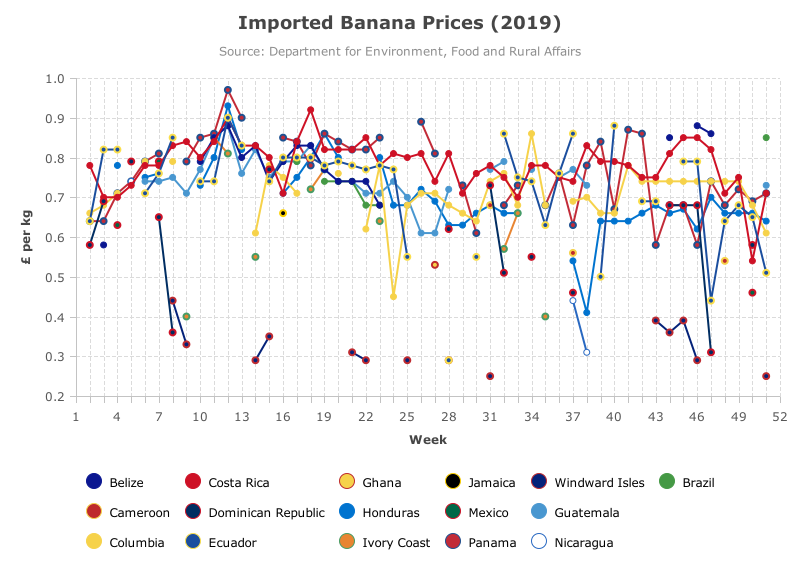 Imported Banana Prices (2019)
Source: Department for Environment, Food and Rural Affairs
1.0
0.9
0.8
0.7
0.6
0.5
0.4
0.3
0.2
£ per kg
1 4 7 10 13 16 19 22 25 28 31 34 37 40 43 46 49 52
Week
Belize Costa Rica Ghana Jamaica Windward Isles Brazil
Cameroon Dominican Republic Honduras Mexico Guatemala
Columbia Ecuador Ivory Coast Panama Nicaragua